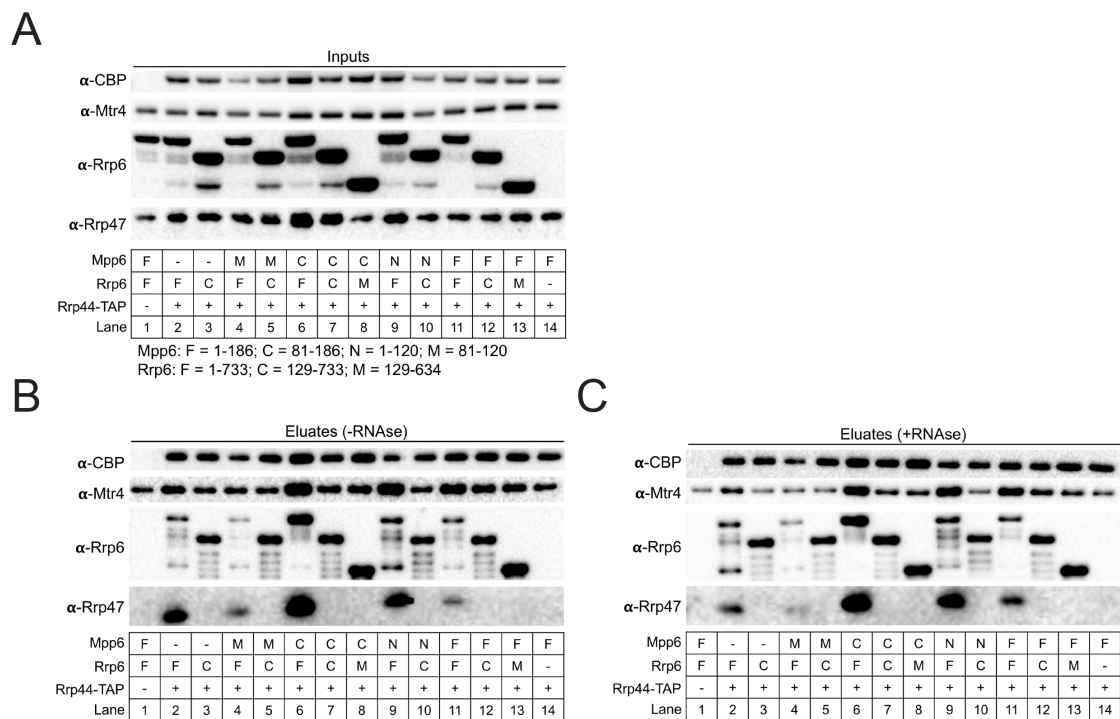 A
Inputs
α-CBP
α-Mtr4
α-Rrp6
α-Rrp47
Mpp6 F - - M M C C C N N F F F F
Rrp6 F F C F C F C M F C F C M -
Rrp44-TAP - + + + + + + + + + + + + +
Lane 1 2 3 4 5 6 7 8 9 10 11 12 13 14
Mpp6: F = 1-186; C = 81-186; N = 1-120; M = 81-120
Rrp6: F = 1-733; C = 129-733; M = 129-634
B
Eluates (-RNAse)
α-CBP
α-Mtr4
α-Rrp6
α-Rrp47
Mpp6 F - - M M C C C N N F F F F
Rrp6 F F C F C F C M F C F C M -
Rrp44-TAP - + + + + + + + + + + + + +
Lane 1 2 3 4 5 6 7 8 9 10 11 12 13 14
C
Eluates (+RNAse)
α-CBP
α-Mtr4
α-Rrp6
α-Rrp47
Mpp6 F - - M M C C C N N F F F F
Rrp6 F F C F C F C M F C F C M -
Rrp44-TAP - + + + + + + + + + + + + +
Lane 1 2 3 4 5 6 7 8 9 10 11 12 13 14